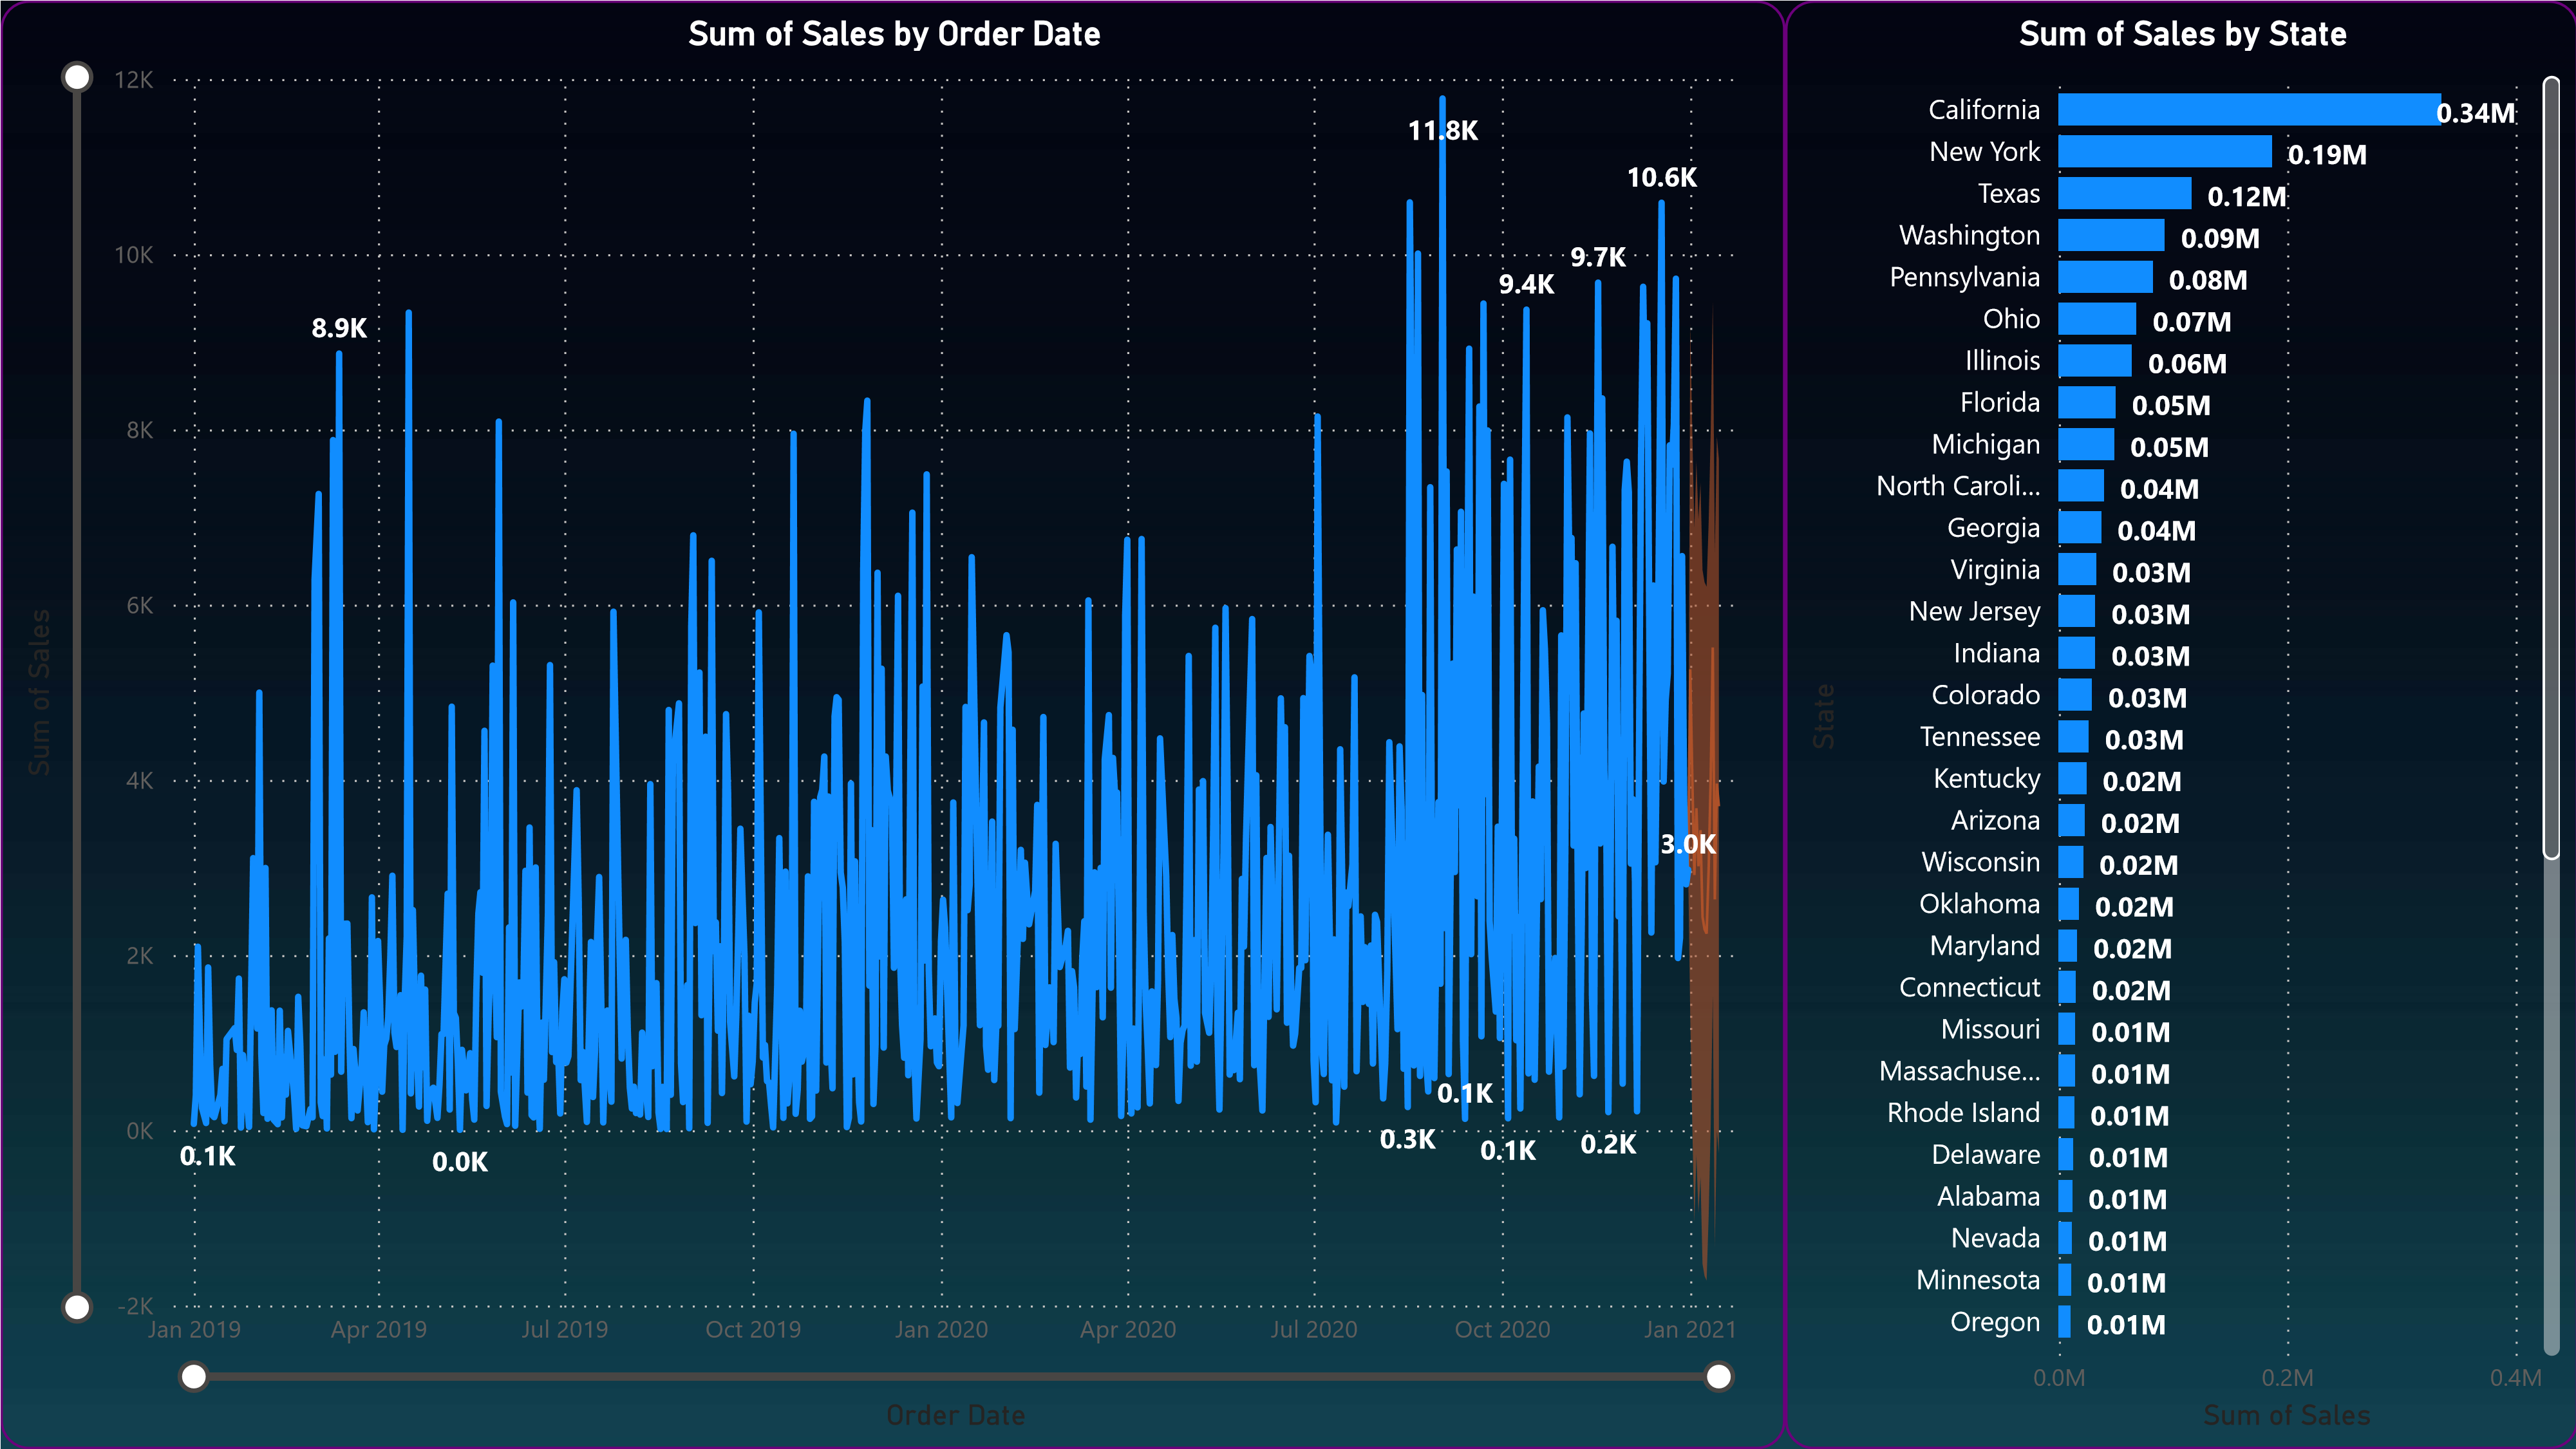 Sum of Sales by Order Date
12K
10K
8K
6K
4K
2K
0K
-2K
Sum of Sales
8.9K
11.8K
10.6K
9.7K
9.4K
3.0K
0.1K
0.3K
0.1K
0.2K
0.1K
0.0K
Jan 2019
Apr 2019
Jul 2019
Oct 2019
Jan 2020
Apr 2020
Jul 2020
Oct 2020
Jan 2021
Order Date
Sum of Sales by State
State
California 0.34M
New York 0.19M
Texas 0.12M
Washington 0.09M
Pennsylvania 0.08M
Ohio 0.07M
Illinois 0.06M
Florida 0.05M
Michigan 0.05M
North Caroli... 0.04M
Georgia 0.04M
Virginia 0.03M
New Jersey 0.03M
Indiana 0.03M
Colorado 0.03M
Tennessee 0.03M
Kentucky 0.02M
Arizona 0.02M
Wisconsin 0.02M
Oklahoma 0.02M
Maryland 0.02M
Connecticut 0.02M
Missouri 0.01M
Massachuse... 0.01M
Rhode Island 0.01M
Delaware 0.01M
Alabama 0.01M
Nevada 0.01M
Minnesota 0.01M
Oregon 0.01M
0.0M
0.2M
0.4M
Sum of Sales